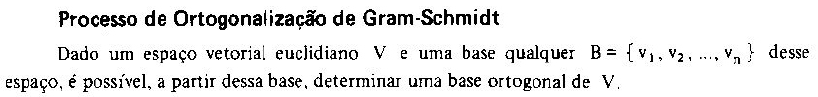 Processo de Ortogonalização de Gram-Schmidt
Dado um espaço vetorial euclidiano V e uma base qualquer B = { v₁, v₂, ..., vₙ } desse
espaço, é possível, a partir dessa base, determinar uma base ortogonal de V.